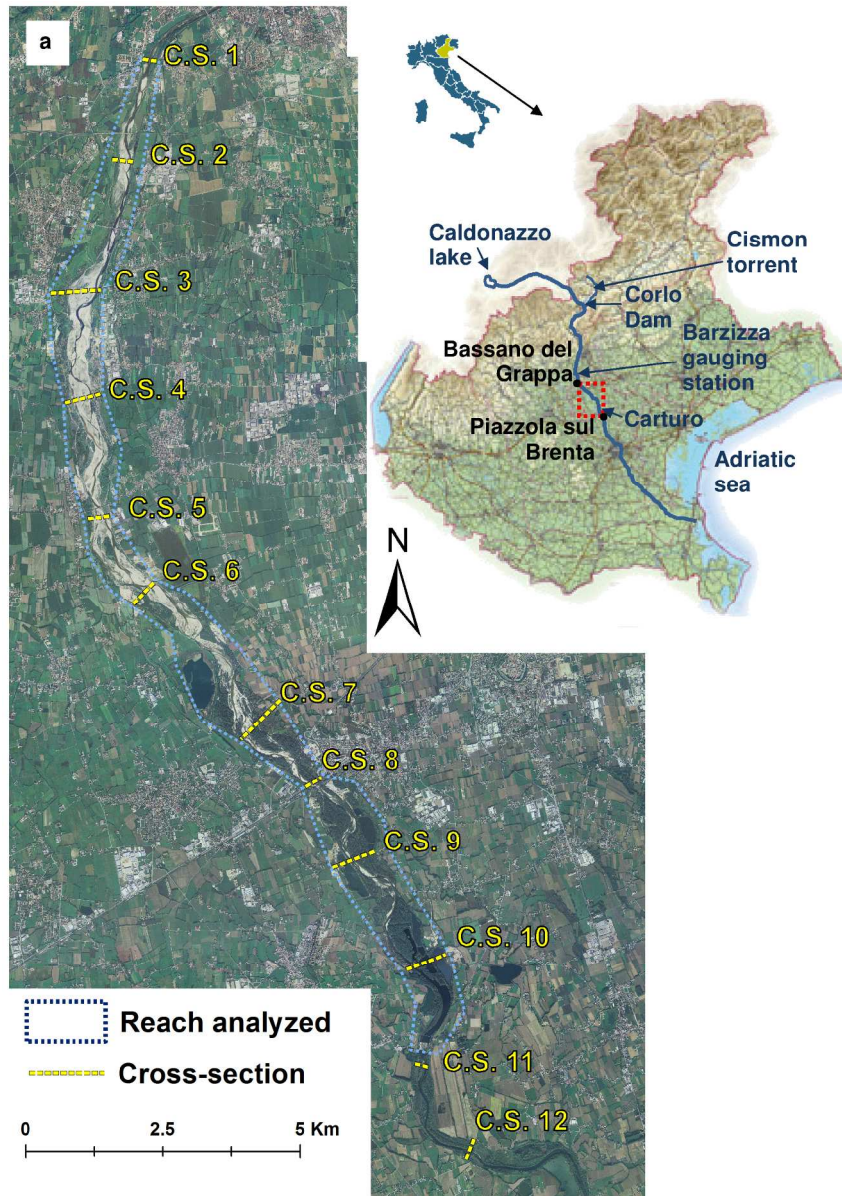 a
C.S. 1
C.S. 2
C.S. 3
C.S. 4
C.S. 5
C.S. 6
C.S. 7
C.S. 8
C.S. 9
C.S. 10
C.S. 11
C.S. 12
Reach analyzed
Cross-section
0 2.5 5 Km
Caldonazzo
lake
Cismon
torrent
Corlo
Dam
Bassano del
Grappa
Barzizza
gauging
station
Piazzola sul
Brenta
Carturo
Adriatic
sea
N